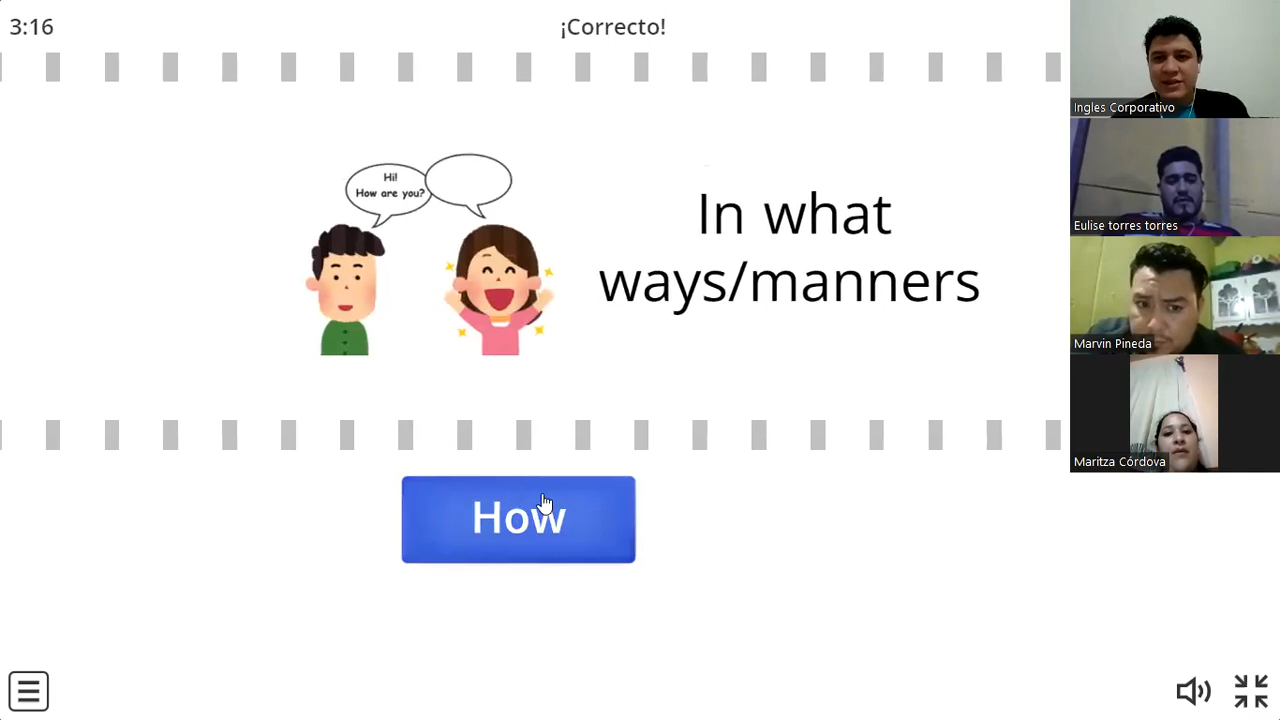 3:16
¡Correcto!
Hi!
How are you?
In what
ways/manners
How
Ingles Corporativo
Eulise torres torres
Marvin Pineda
Maritza Córdova